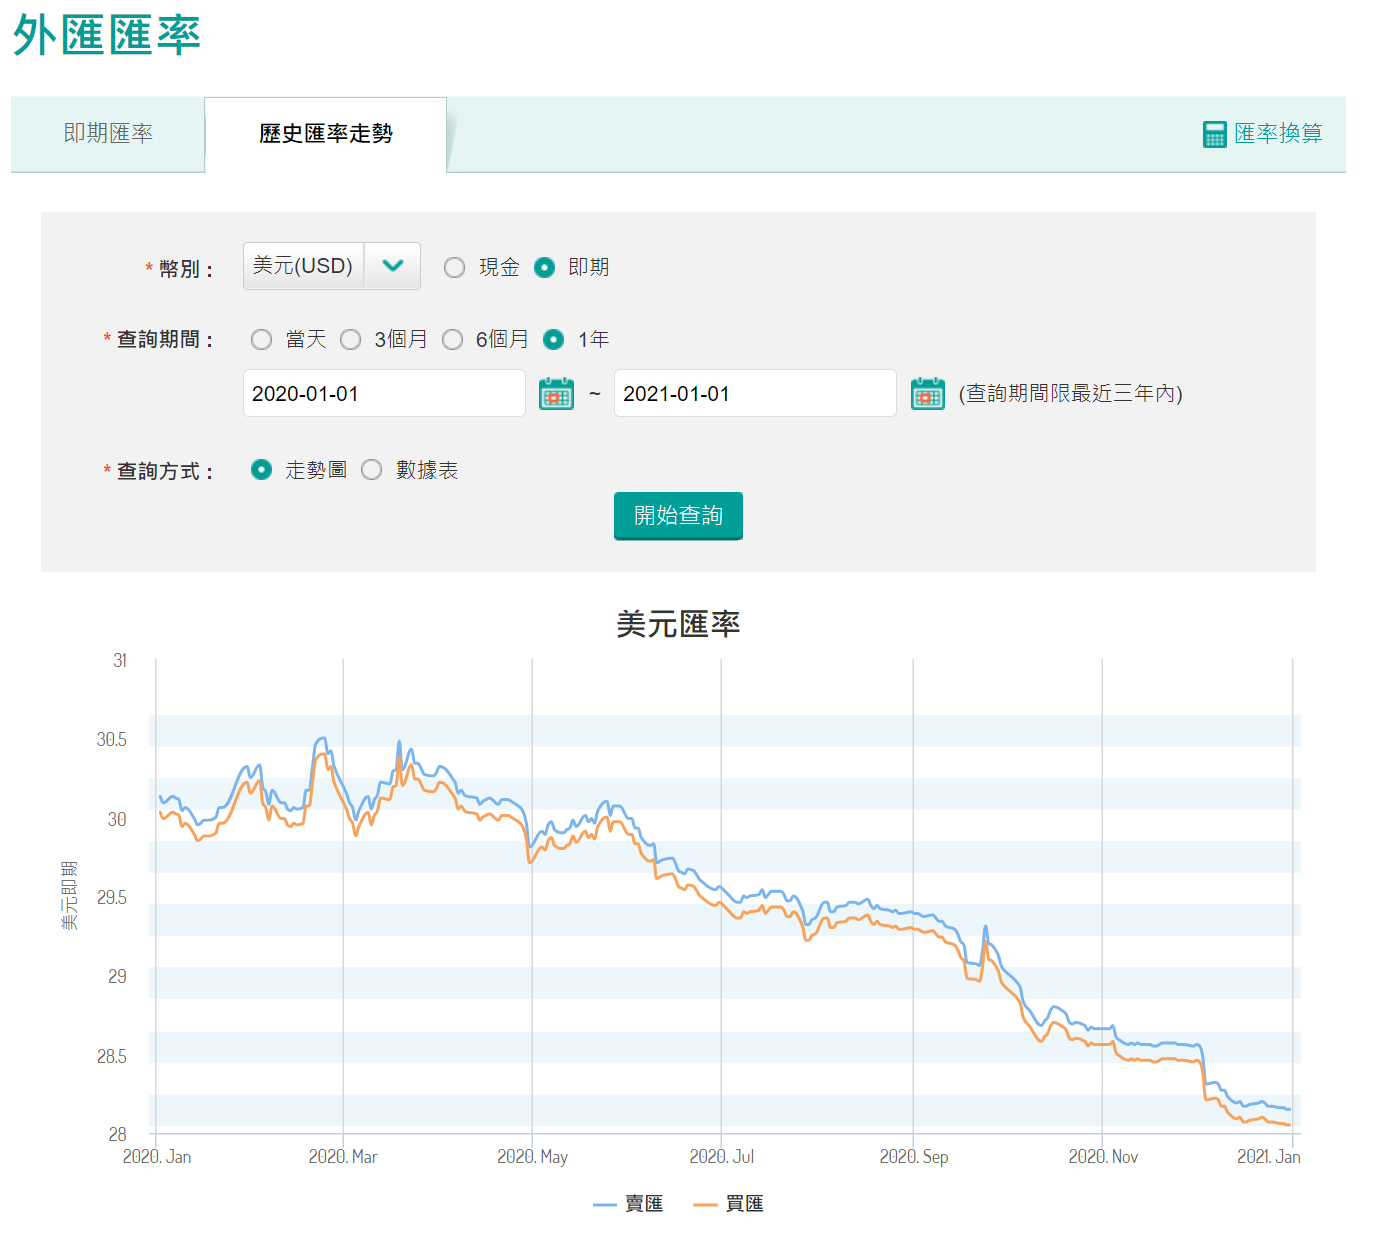 外匯匯率
即期匯率 歷史匯率走勢 匯率換算
* 幣別： 美元(USD) 現金 即期
* 查詢期間： 當天 3個月 6個月 1年
2020-01-01 ~ 2021-01-01 (查詢期間限最近三年內)
* 查詢方式： 走勢圖 數據表
開始查詢
美元匯率
31
30.5
30
29.5
29
28.5
28
美元即期
2020. Jan 2020. Mar 2020. May 2020. Jul 2020. Sep 2020. Nov 2021. Jan
賣匯 買匯